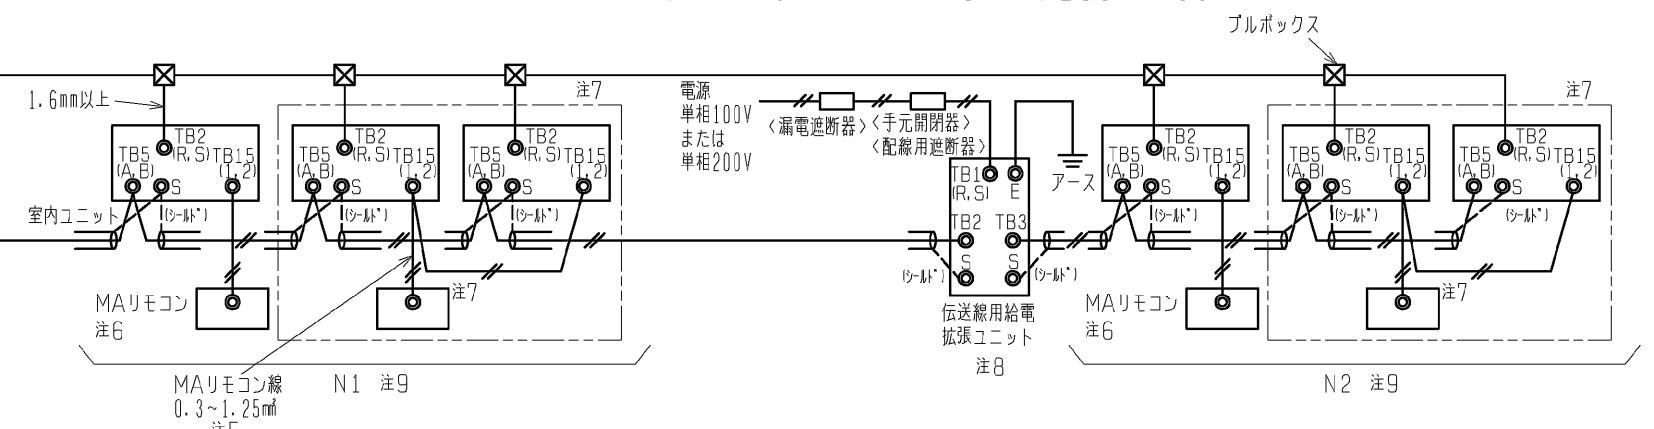 プルボックス
1.6mm以上
注7
電源
単相100V
または
単相200V
<漏電遮断器>
<手元開閉器>
<配線用遮断器>
アース
注7
TB2
(R,S)
TB5
(A,B)
S
TB15
(1,2)
TB2
(R,S)
TB5
(A,B)
S
TB15
(1,2)
TB2
(R,S)
TB5
(A,B)
S
TB15
(1,2)
TB1
(R,S)
E
TB2
TB3
S
S
TB2
(R,S)
TB5
(A,B)
S
TB15
(1,2)
TB2
(R,S)
TB5
(A,B)
S
TB15
(1,2)
TB2
(R,S)
TB5
(A,B)
S
TB15
(1,2)
室内ユニット
(シールド)
(シールド)
(シールド)
(シールド)
(シールド)
(シールド)
(シールド)
(シールド)
MAリモコン
注6
注7
伝送線用給電
拡張ユニット
注8
MAリモコン
注6
注7
MAリモコン線
0.3~1.25㎟
N1 注9
N2 注9